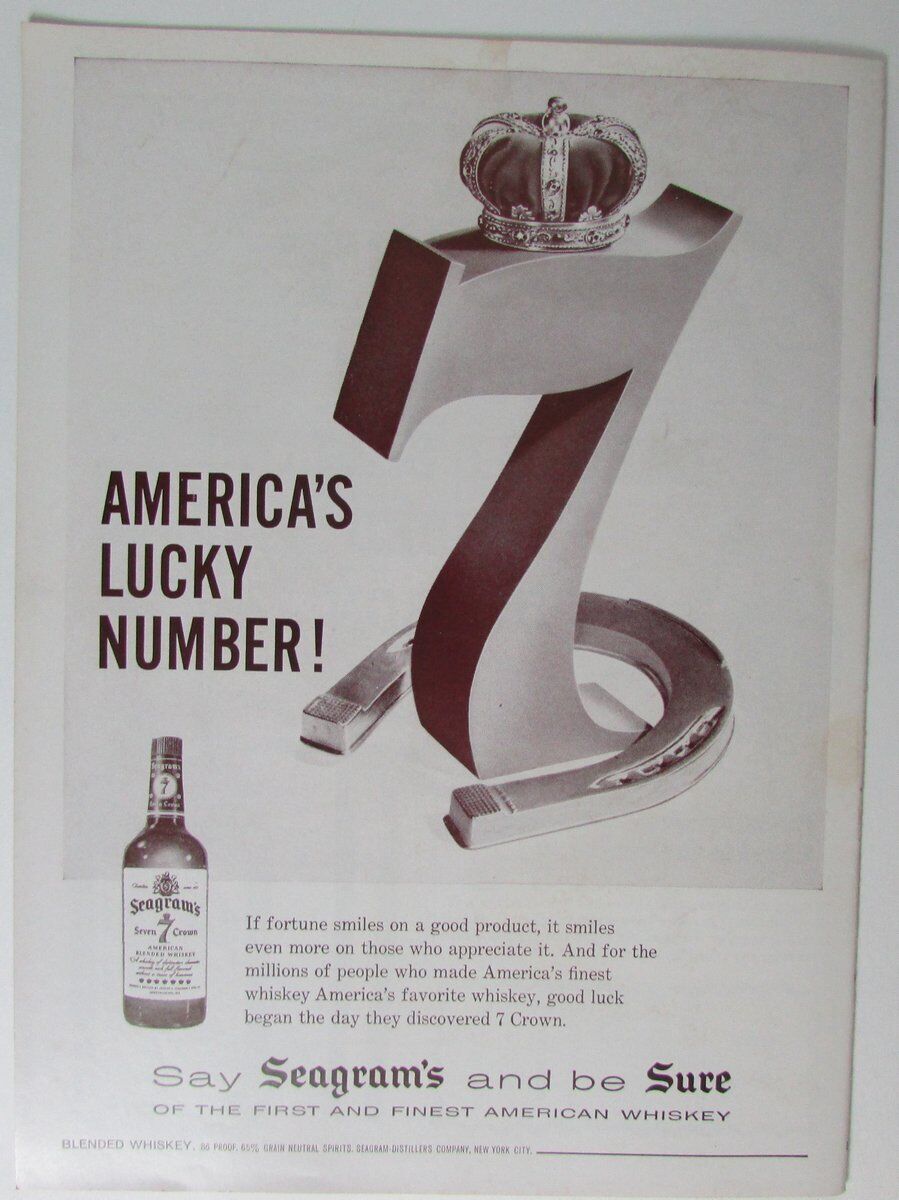 AMERICA'S
LUCKY
NUMBER!
Seagram's
7
Seagram's
Seven 7 Crown
AMERICAN
BLENDED WHISKEY
If fortune smiles on a good product, it smiles
even more on those who appreciate it. And for the
millions of people who made America's finest
whiskey America's favorite whiskey, good luck
began the day they discovered 7 Crown.
Say Seagram's and be Sure
OF THE FIRST AND FINEST AMERICAN WHISKEY
BLENDED WHISKEY. 86 PROOF. 65% GRAIN NEUTRAL SPIRITS. SEAGRAM-DISTILLERS COMPANY, NEW YORK CITY.